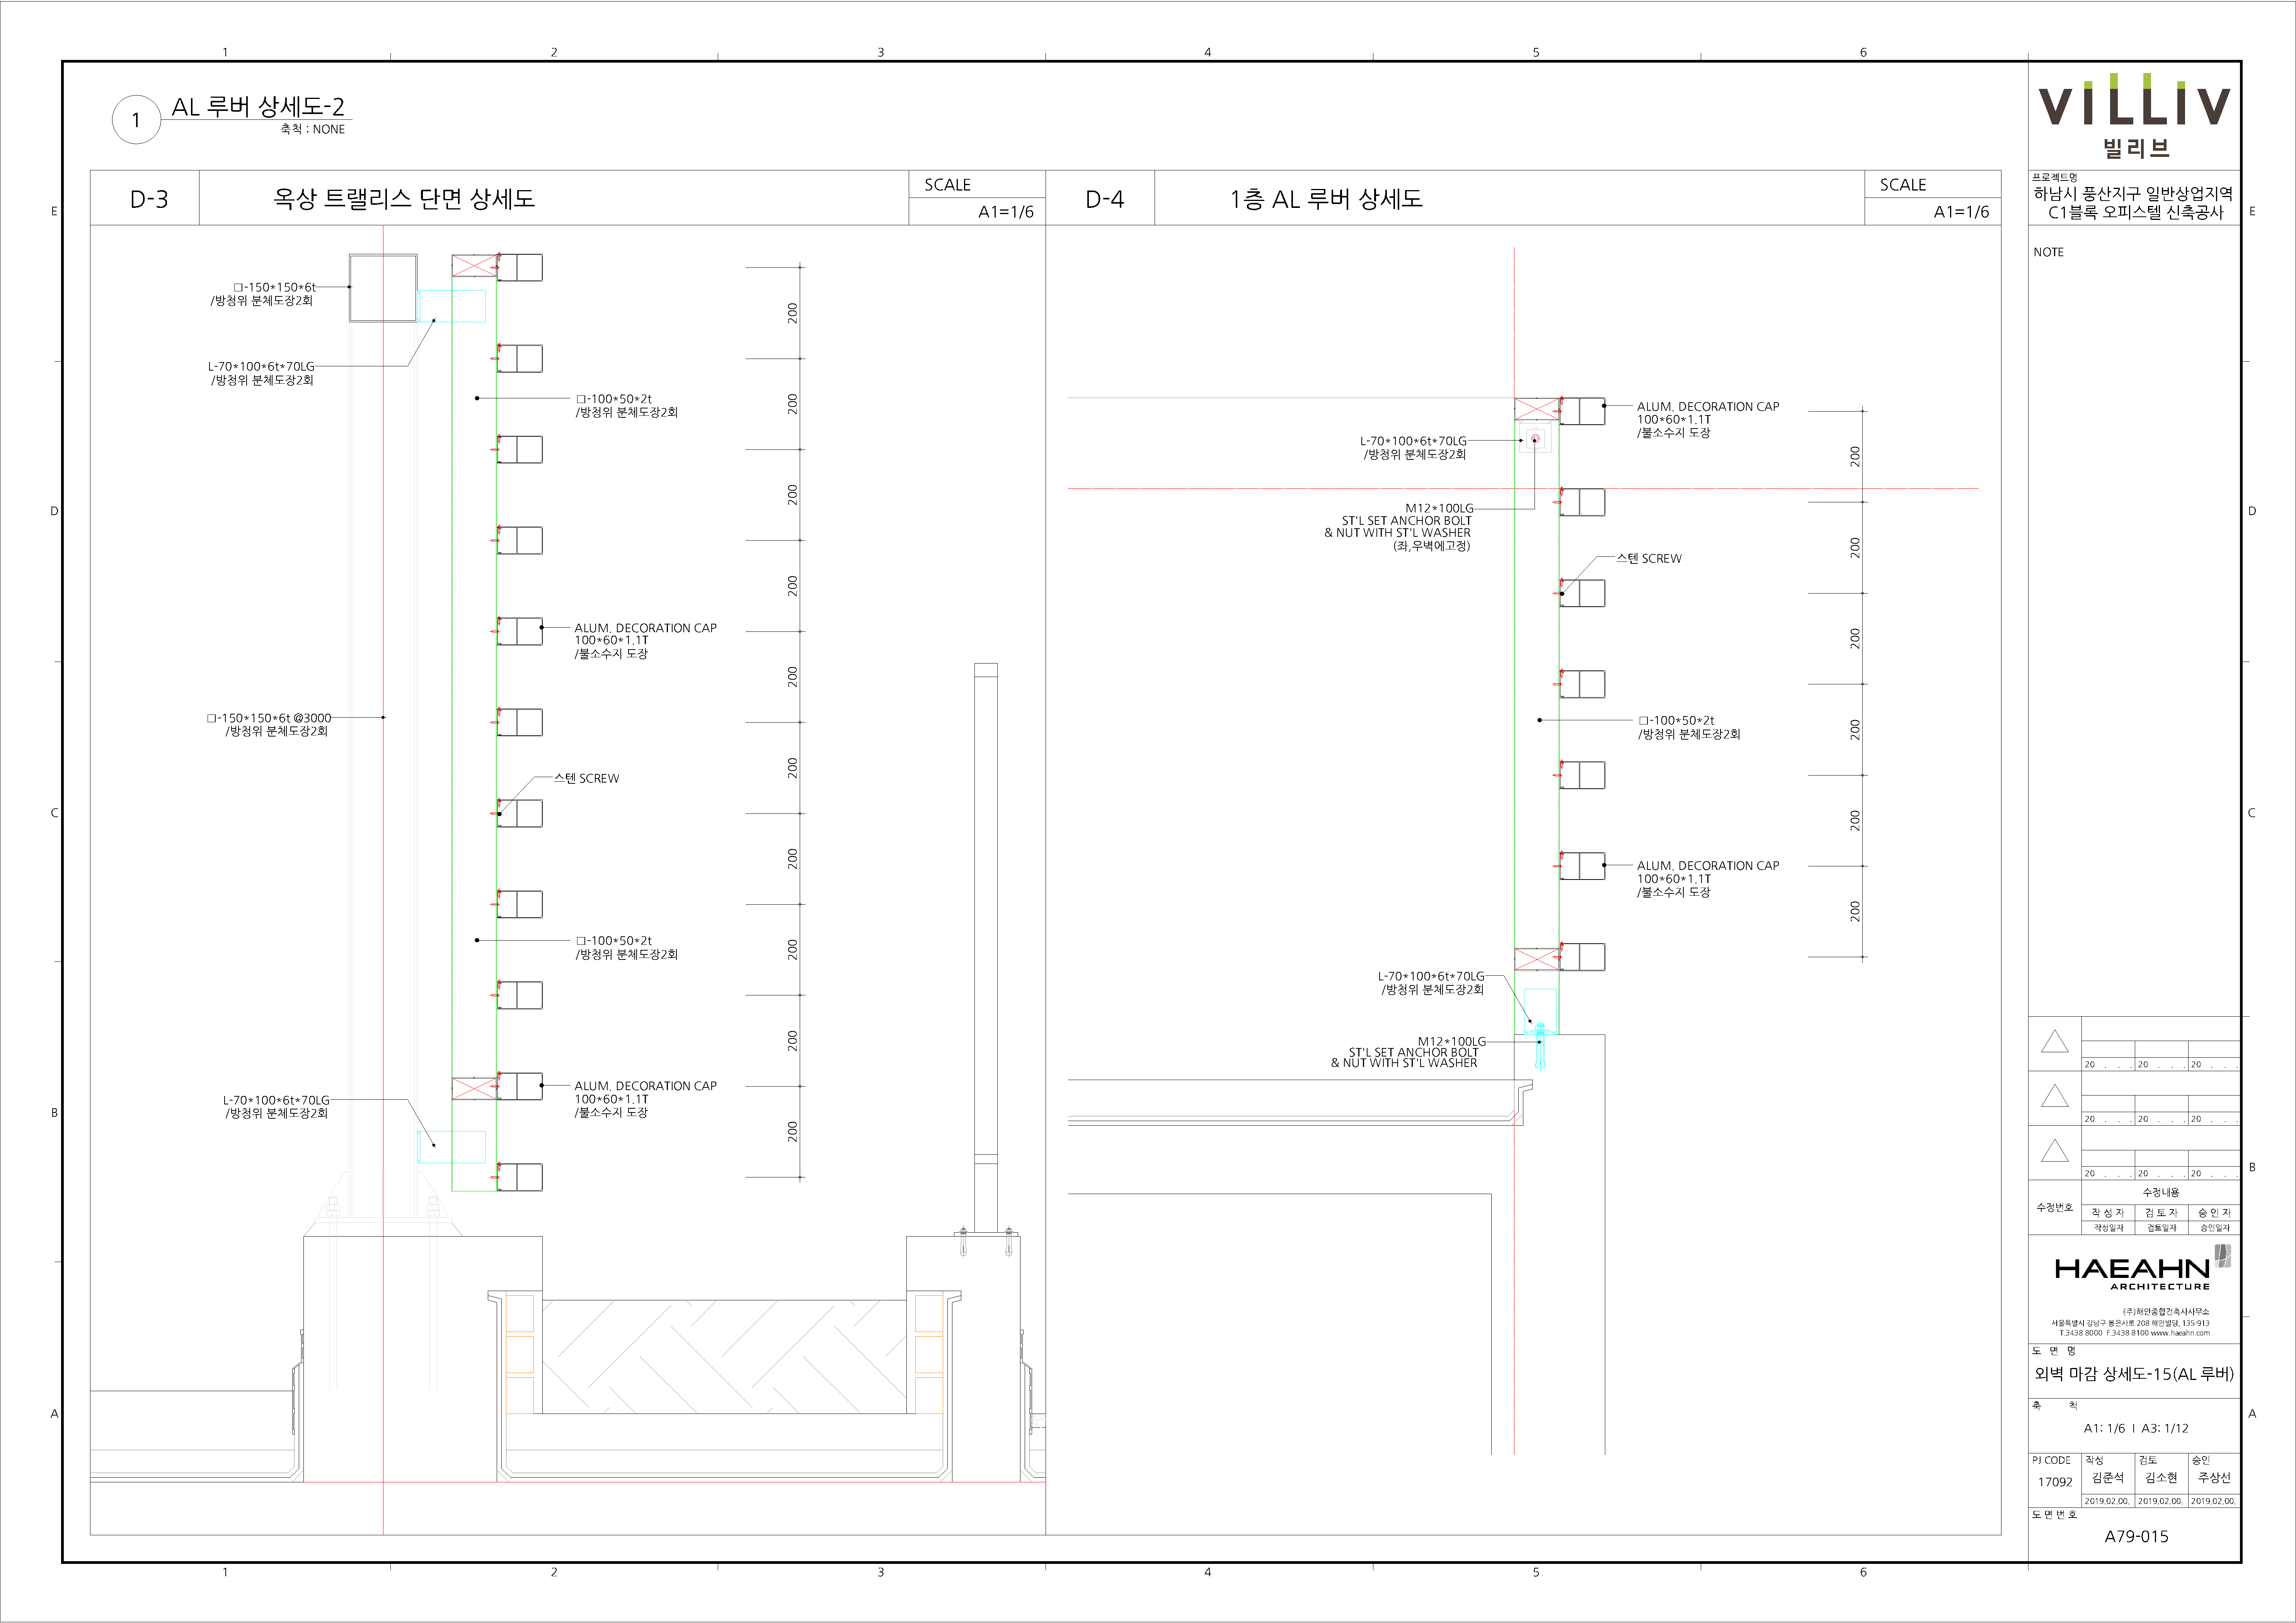 1
2
3
4
5
6
1
AL 루버 상세도-2
축척 : NONE
D-3
옥상 트랠리스 단면 상세도
SCALE
A1=1/6
D-4
1층 AL 루버 상세도
SCALE
A1=1/6
E
D
C
B
A
□-150*150*6t
/방청위 분체도장2회
L-70*100*6t*70LG
/방청위 분체도장2회
□-100*50*2t
/방청위 분체도장2회
ALUM. DECORATION CAP
100*60*1.1T
/불소수지 도장
□-150*150*6t @3000
/방청위 분체도장2회
스텐 SCREW
□-100*50*2t
/방청위 분체도장2회
ALUM. DECORATION CAP
100*60*1.1T
/불소수지 도장
L-70*100*6t*70LG
/방청위 분체도장2회
200
200
200
200
200
200
200
200
200
200
ALUM. DECORATION CAP
100*60*1.1T
/불소수지 도장
L-70*100*6t*70LG
/방청위 분체도장2회
M12*100LG
ST'L SET ANCHOR BOLT
& NUT WITH ST'L WASHER
(좌,우벽에고정)
스텐 SCREW
□-100*50*2t
/방청위 분체도장2회
ALUM. DECORATION CAP
100*60*1.1T
/불소수지 도장
L-70*100*6t*70LG
/방청위 분체도장2회
M12*100LG
ST'L SET ANCHOR BOLT
& NUT WITH ST'L WASHER
200
200
200
200
200
200
VILLIV
빌리브
프로젝트명
하남시 풍산지구 일반상업지역
C1블록 오피스텔 신축공사
NOTE
20 . . . 20 . . . 20 . . .
20 . . . 20 . . . 20 . . .
20 . . . 20 . . . 20 . . .
수정번호
수정내용
작 성 자 검 토 자 승 인 자
작성일자 검토일자 승인일자
HAEAHN
ARCHITECTURE
(주)해안종합건축사사무소
서울특별시 강남구 봉은사로 208 해안빌딩, 135-913
T.3438 8000 F.3438 8100 www.haeahn.com
도 면 명
외벽 마감 상세도-15(AL 루버)
축 척
A1: 1/6 I A3: 1/12
PJ CODE 작성 검토 승인
17092 김준석 김소현 주상선
2019.02.00. 2019.02.00. 2019.02.00.
도 면 번 호
A79-015
E
D
C
B
A
1
2
3
4
5
6